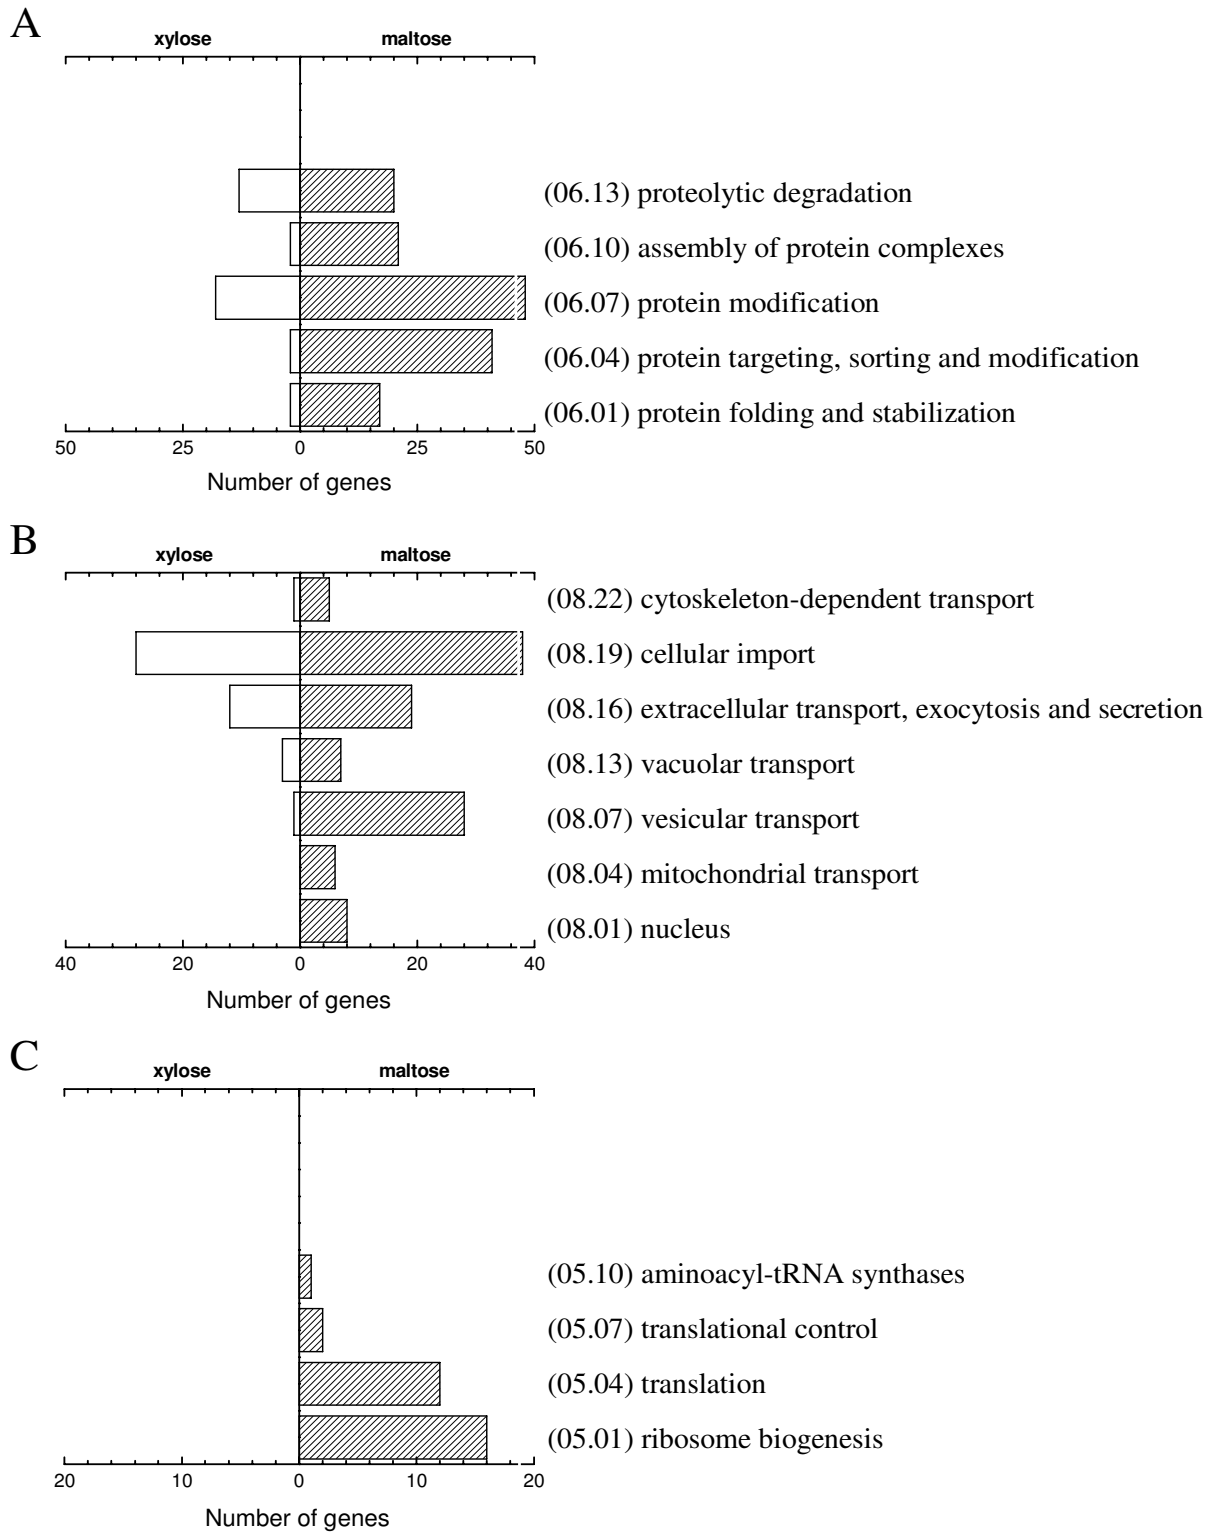 A
xylose maltose
(06.13) proteolytic degradation
(06.10) assembly of protein complexes
(06.07) protein modification
(06.04) protein targeting, sorting and modification
(06.01) protein folding and stabilization
50 25 0 25 50
Number of genes
B
xylose maltose
(08.22) cytoskeleton-dependent transport
(08.19) cellular import
(08.16) extracellular transport, exocytosis and secretion
(08.13) vacuolar transport
(08.07) vesicular transport
(08.04) mitochondrial transport
(08.01) nucleus
40 20 0 20 40
Number of genes
C
xylose maltose
(05.10) aminoacyl-tRNA synthases
(05.07) translational control
(05.04) translation
(05.01) ribosome biogenesis
20 10 0 10 20
Number of genes